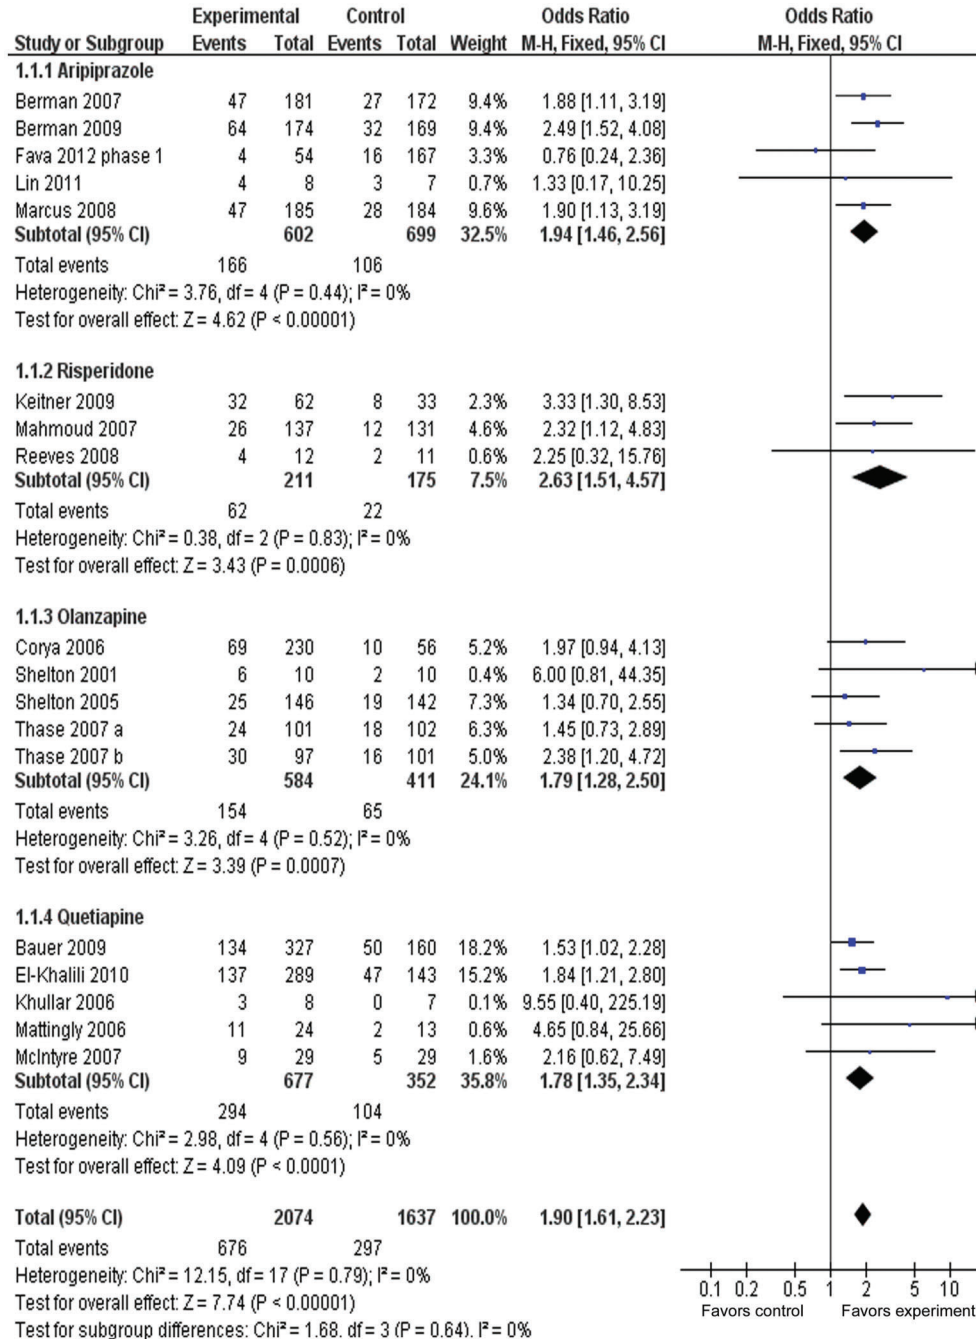 Experimental Control Odds Ratio Odds Ratio
Study or Subgroup Events Total Events Total Weight M-H, Fixed, 95% CI M-H, Fixed, 95% CI
1.1.1 Aripiprazole
Berman 2007 47 181 27 172 9.4% 1.88 [1.11, 3.19]
Berman 2009 64 174 32 169 9.4% 2.49 [1.52, 4.08]
Fava 2012 phase 1 4 54 16 167 3.3% 0.76 [0.24, 2.36]
Lin 2011 4 8 3 7 0.7% 1.33 [0.17, 10.25]
Marcus 2008 47 185 28 184 9.6% 1.90 [1.13, 3.19]
Subtotal (95% CI) 602 699 32.5% 1.94 [1.46, 2.56]
Total events 166 106
Heterogeneity: Chi² = 3.76, df = 4 (P = 0.44); I² = 0%
Test for overall effect: Z = 4.62 (P < 0.00001)
1.1.2 Risperidone
Keitner 2009 32 62 8 33 2.3% 3.33 [1.30, 8.53]
Mahmoud 2007 26 137 12 131 4.6% 2.32 [1.12, 4.83]
Reeves 2008 4 12 2 11 0.6% 2.25 [0.32, 15.76]
Subtotal (95% CI) 211 175 7.5% 2.63 [1.51, 4.57]
Total events 62 22
Heterogeneity: Chi² = 0.38, df = 2 (P = 0.83); I² = 0%
Test for overall effect: Z = 3.43 (P = 0.0006)
1.1.3 Olanzapine
Corya 2006 69 230 10 56 5.2% 1.97 [0.94, 4.13]
Shelton 2001 6 10 2 10 0.4% 6.00 [0.81, 44.35]
Shelton 2005 25 146 19 142 7.3% 1.34 [0.70, 2.55]
Thase 2007 a 24 101 18 102 6.3% 1.45 [0.73, 2.89]
Thase 2007 b 30 97 16 101 5.0% 2.38 [1.20, 4.72]
Subtotal (95% CI) 584 411 24.1% 1.79 [1.28, 2.50]
Total events 154 65
Heterogeneity: Chi² = 3.26, df = 4 (P = 0.52); I² = 0%
Test for overall effect: Z = 3.39 (P = 0.0007)
1.1.4 Quetiapine
Bauer 2009 134 327 50 160 18.2% 1.53 [1.02, 2.28]
El-Khalili 2010 137 289 47 143 15.2% 1.84 [1.21, 2.80]
Khullar 2006 3 8 0 7 0.1% 9.55 [0.40, 225.19]
Mattingly 2006 11 24 2 13 0.6% 4.65 [0.84, 25.66]
McIntyre 2007 9 29 5 29 1.6% 2.16 [0.62, 7.49]
Subtotal (95% CI) 677 352 35.8% 1.78 [1.35, 2.34]
Total events 294 104
Heterogeneity: Chi² = 2.98, df = 4 (P = 0.56); I² = 0%
Test for overall effect: Z = 4.09 (P < 0.0001)
Total (95% CI) 2074 1637 100.0% 1.90 [1.61, 2.23]
Total events 676 297
Heterogeneity: Chi² = 12.15, df = 17 (P = 0.79); I² = 0%
Test for overall effect: Z = 7.74 (P < 0.00001)
Test for subgroup differences: Chi² = 1.68, df = 3 (P = 0.64), I² = 0%
0.1 0.2 0.5 1 2 5 10
Favors control Favors experiment